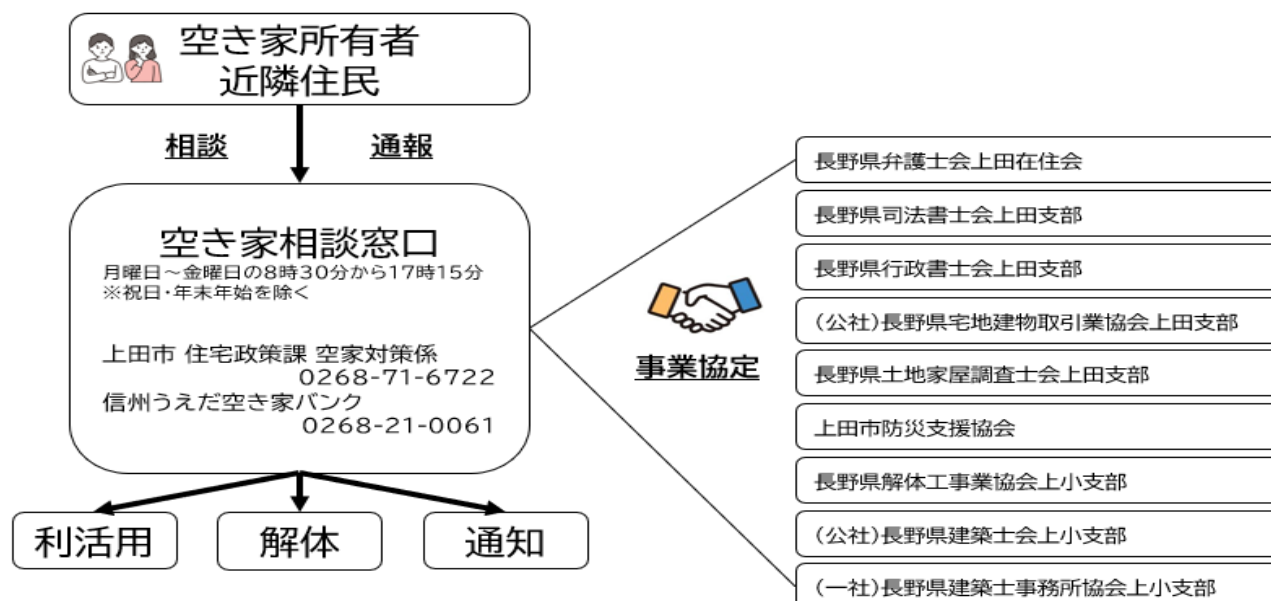 空き家所有者
近隣住民
相談
通報
空き家相談窓口
月曜日～金曜日の8時30分から17時15分
※祝日・年末年始を除く
上田市 住宅政策課 空家対策係
0268-71-6722
信州うえだ空き家バンク
0268-21-0061
利活用
解体
通知
事業協定
長野県弁護士会上田在住会
長野県司法書士会上田支部
長野県行政書士会上田支部
(公社)長野県宅地建物取引業協会上田支部
長野県土地家屋調査士会上田支部
上田市防災支援協会
長野県解体工事業協会上小支部
(公社)長野県建築士会上小支部
(一社)長野県建築士事務所協会上小支部